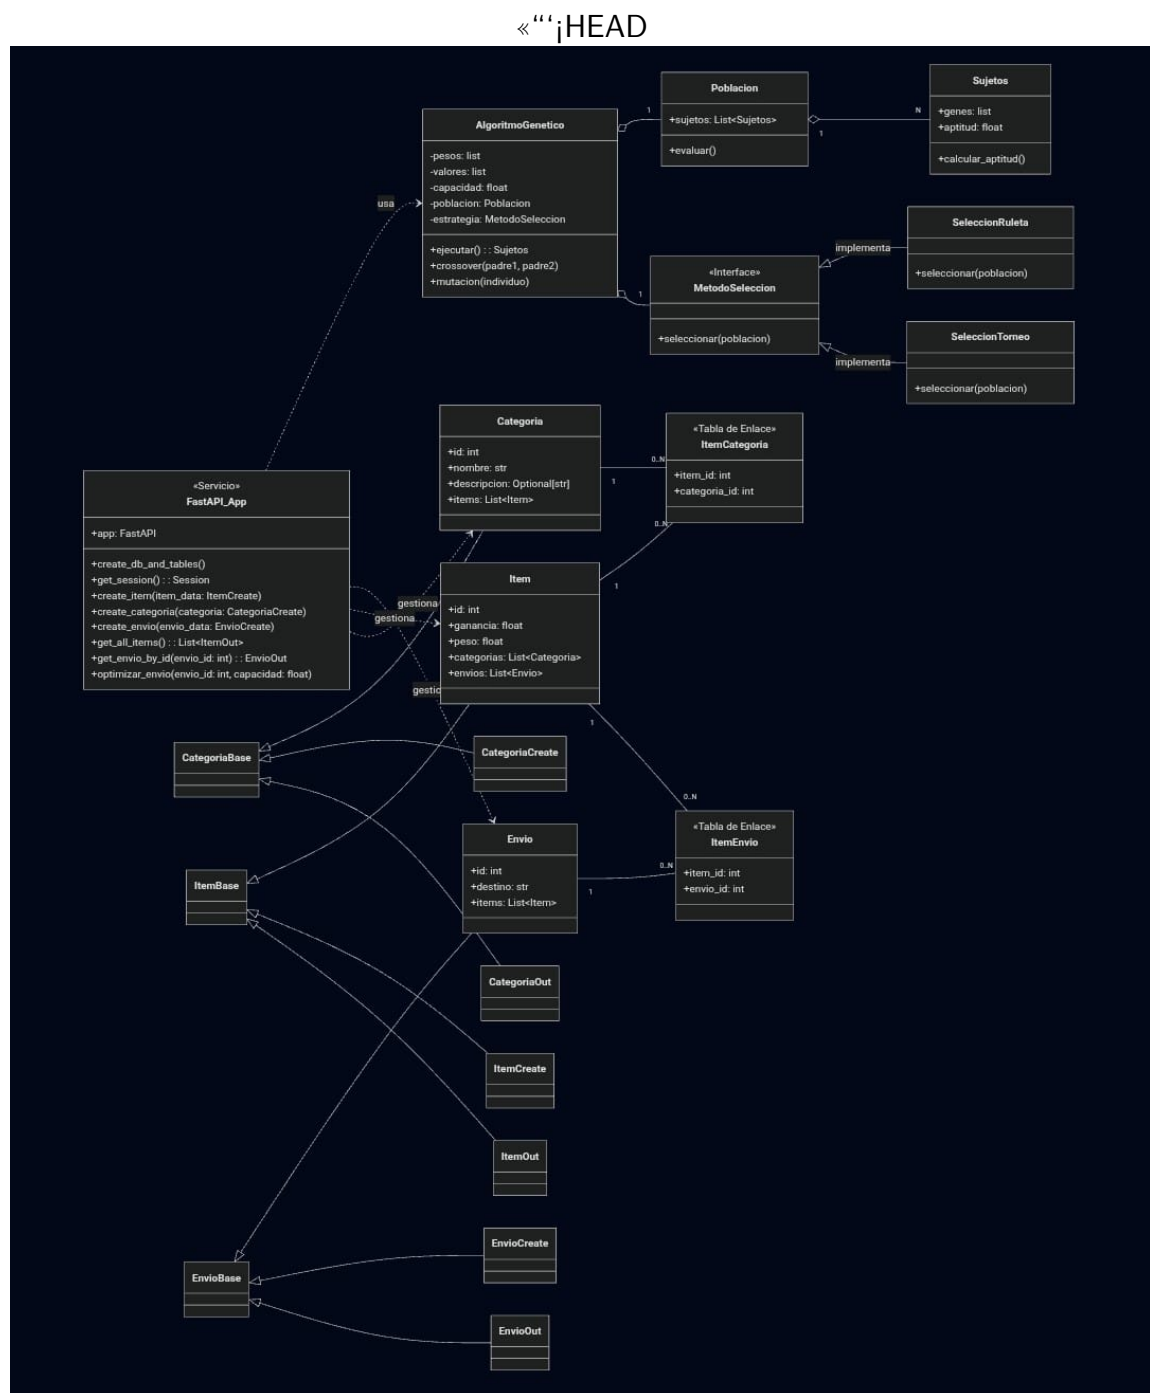 «“‘¡HEAD
Poblacion
+sujetos: List<Sujetos>
+evaluar()
Sujetos
+genes: list
+aptitud: float
+calcular_aptitud()
AlgoritmoGenetico
-pesos: list
-valores: list
-capacidad: float
-poblacion: Poblacion
-estrategia: MetodoSeleccion
+ejecutar() : : Sujetos
+crossover(padre1, padre2)
+mutacion(individuo)
1
N
1
usa
1
«Interface»
MetodoSeleccion
+seleccionar(poblacion)
implementa
SeleccionRuleta
+seleccionar(poblacion)
implementa
SeleccionTorneo
+seleccionar(poblacion)
Categoria
+id: int
+nombre: str
+descripcion: Optional[str]
+items: List<Item>
0..N
1
«Tabla de Enlace»
ItemCategoria
+item_id: int
+categoria_id: int
0..N
1
«Servicio»
FastAPI_App
+app: FastAPI
+create_db_and_tables()
+get_session() : : Session
+create_item(item_data: ItemCreate)
+create_categoria(categoria: CategoriaCreate)
+create_envio(envio_data: EnvioCreate)
+get_all_items() : : List<ItemOut>
+get_envio_by_id(envio_id: int) : : EnvioOut
+optimizar_envio(envio_id: int, capacidad: float)
gestiona
gestiona
gestic
Item
+id: int
+ganancia: float
+peso: float
+categorias: List<Categoria>
+envios: List<Envio>
1
0..N
CategoriaBase
CategoriaCreate
Envio
+id: int
+destino: str
+items: List<Item>
0..N
1
«Tabla de Enlace»
ItemEnvio
+item_id: int
+envio_id: int
ItemBase
CategoriaOut
ItemCreate
ItemOut
EnvioCreate
EnvioBase
EnvioOut